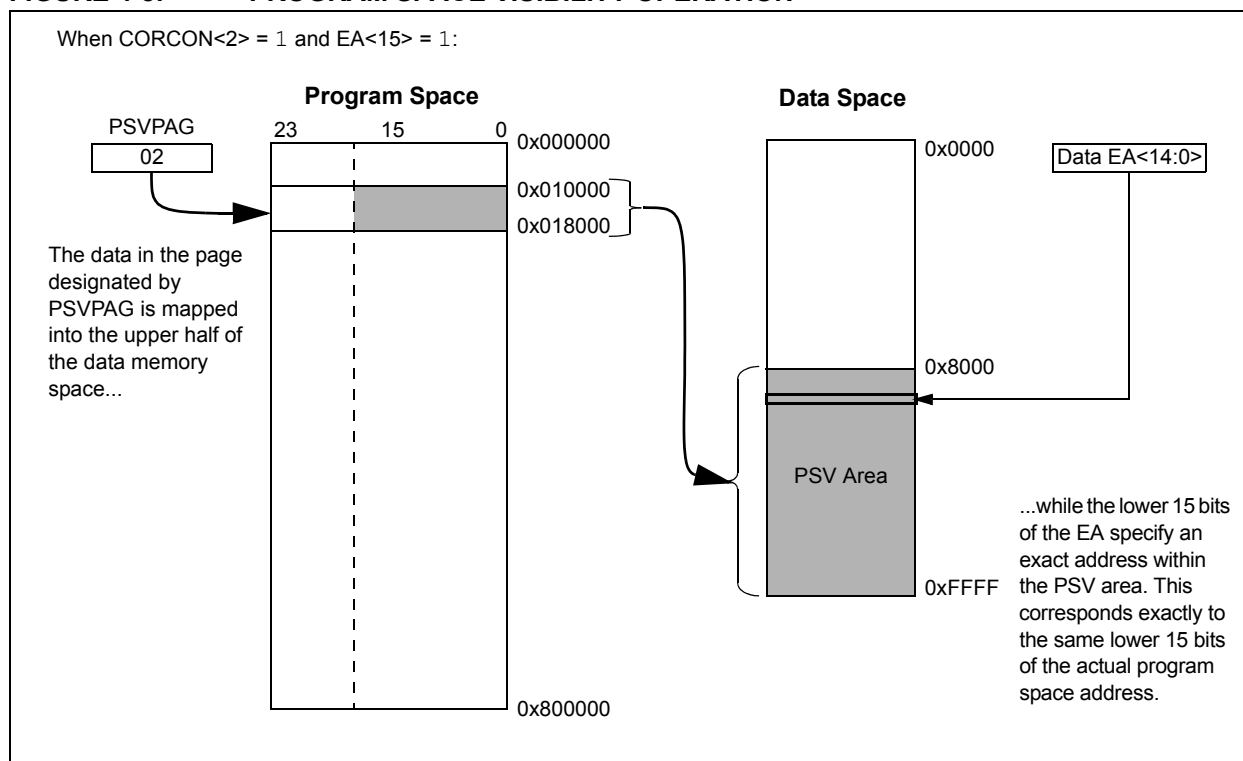 When CORCON<2> = 1 and EA<15> = 1:
Program Space
Data Space
PSVPAG
02
23 15 0
0x000000
0x010000
0x018000
0x800000
The data in the page
designated by
PSVPAG is mapped
into the upper half of
the data memory
space...
0x0000
0x8000
0xFFFF
PSV Area
Data EA<14:0>
...while the lower 15 bits
of the EA specify an
exact address within
the PSV area. This
corresponds exactly to
the same lower 15 bits
of the actual program
space address.